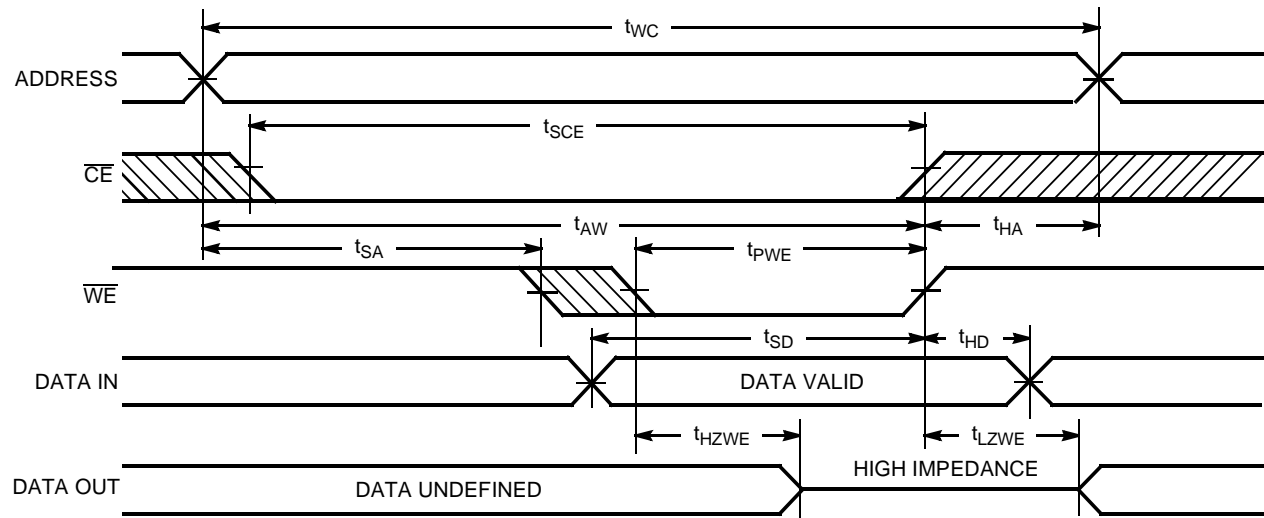 tWC
ADDRESS
tSCE
CE
tAW
tHA
tSA
tPWE
WE
tSD
tHD
DATA IN
DATA VALID
tHZWE
tLZWE
HIGH IMPEDANCE
DATA OUT
DATA UNDEFINED